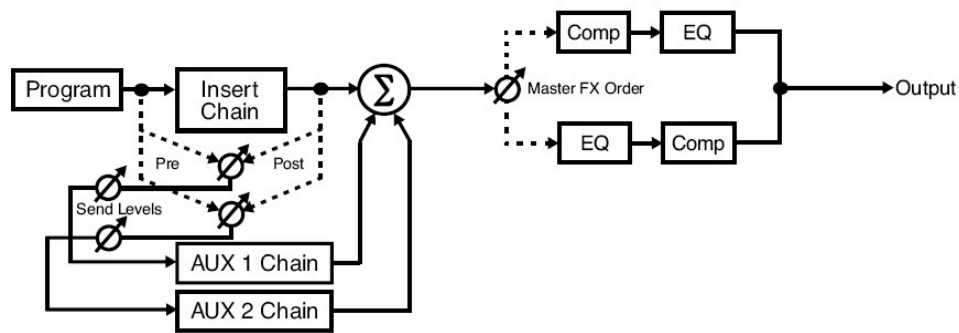 Comp
EQ
Program
Insert
Chain
Σ
Master FX Order
Output
Pre
Post
EQ
Comp
Send Levels
AUX 1 Chain
AUX 2 Chain